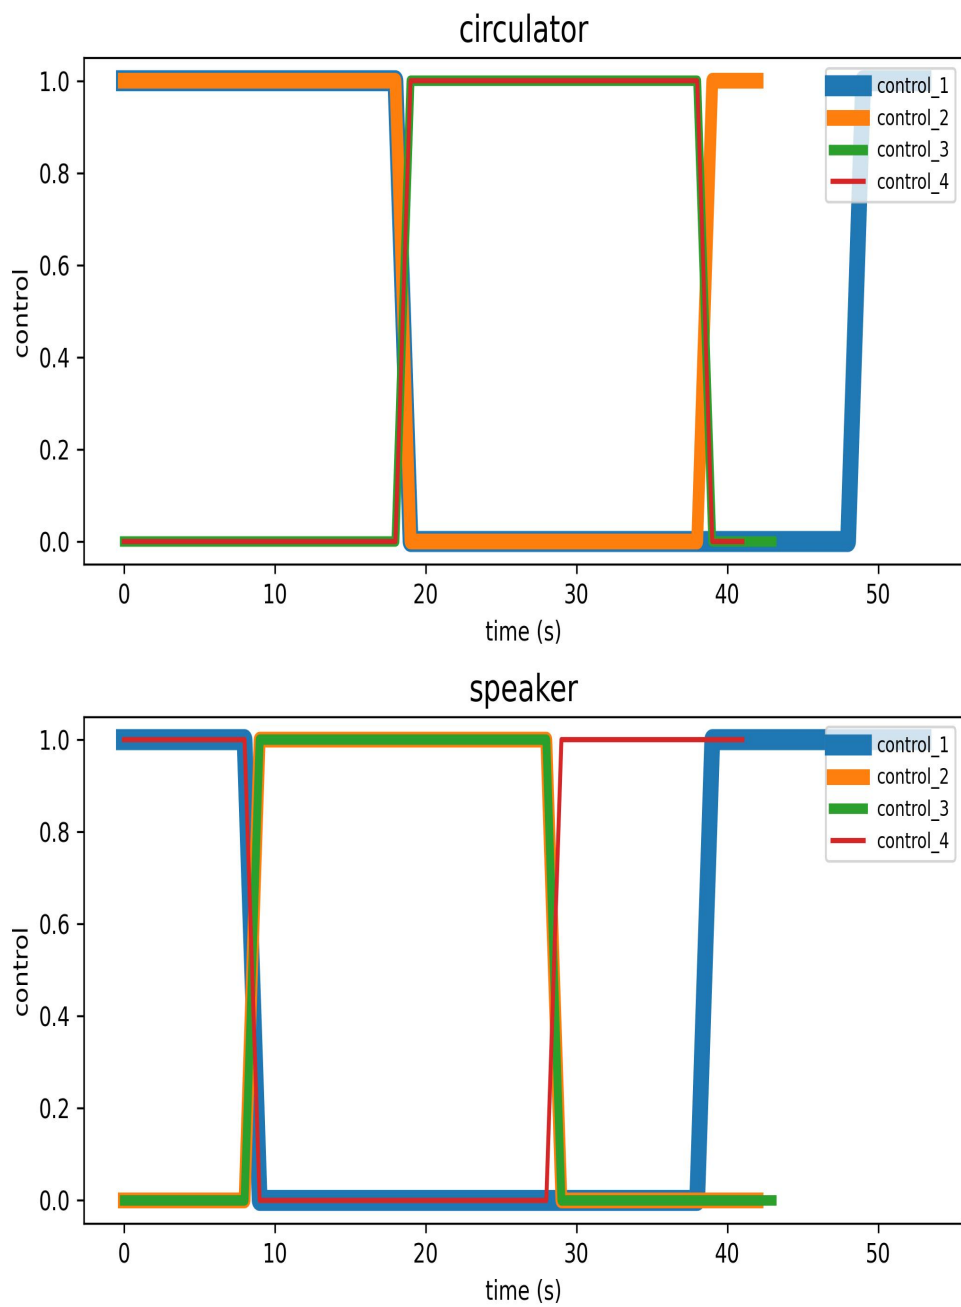 circulator
control
1.0
0.8
0.6
0.4
0.2
0.0
control_1
control_2
control_3
control_4
0 10 20 30 40 50
time (s)
speaker
control
1.0
0.8
0.6
0.4
0.2
0.0
control_1
control_2
control_3
control_4
0 10 20 30 40 50
time (s)